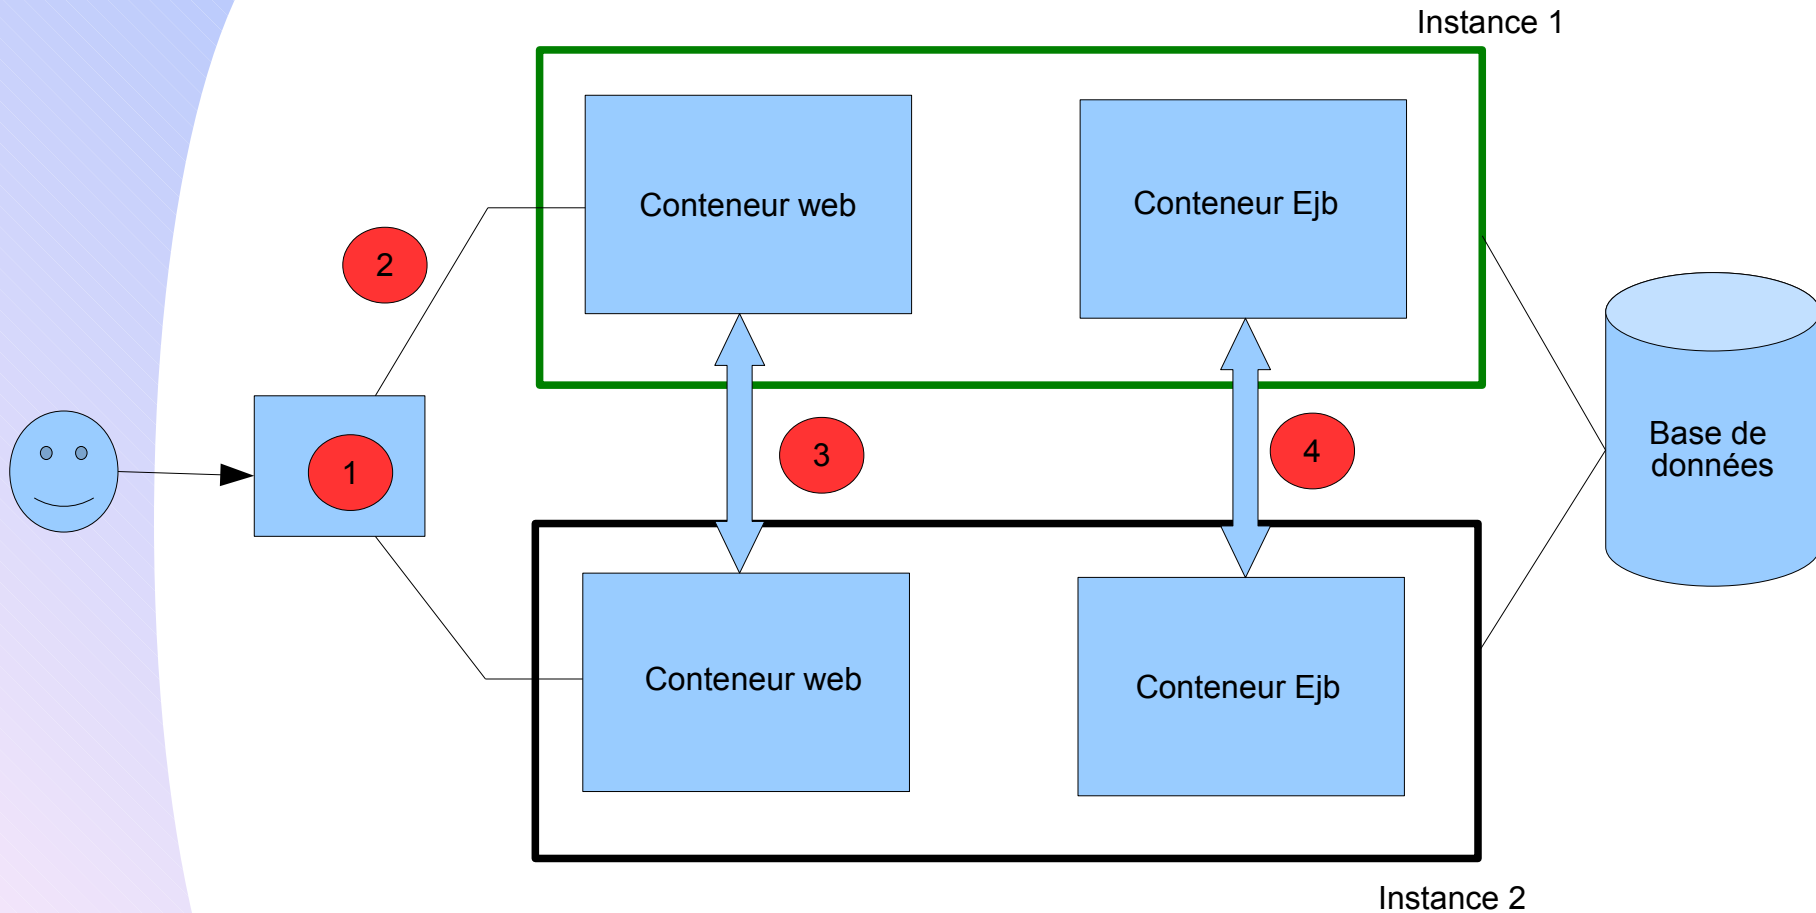 Instance 1
Conteneur web
Conteneur Ejb
2
1
3
4
Base de
données
Conteneur web
Conteneur Ejb
Instance 2